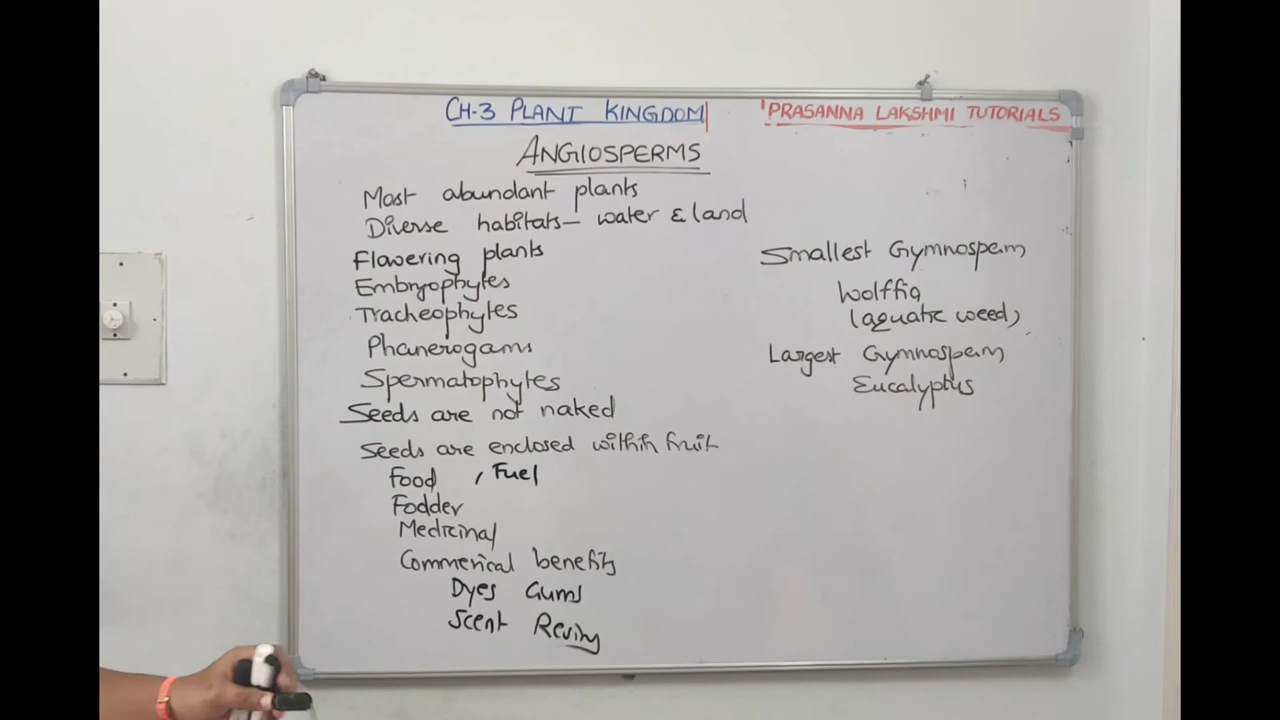 CH-3 PLANT KINGDOM
PRASANNA LAKSHMI TUTORIALS
ANGIOSPERMS
Most abundant plants
Diverse habitats – water & land
Flowering plants
Embryophytes
Tracheophytes
Phanerogams
Spermatophytes
Seeds are not naked
Seeds are enclosed within fruit
Food , Fuel
Fodder
Medicinal
Commerical benefits
Dyes Gums
Scent Resins
Smallest Gymnosperm
Wolffia
(aquatic weed)
Largest Gymnosperm
Eucalyptus